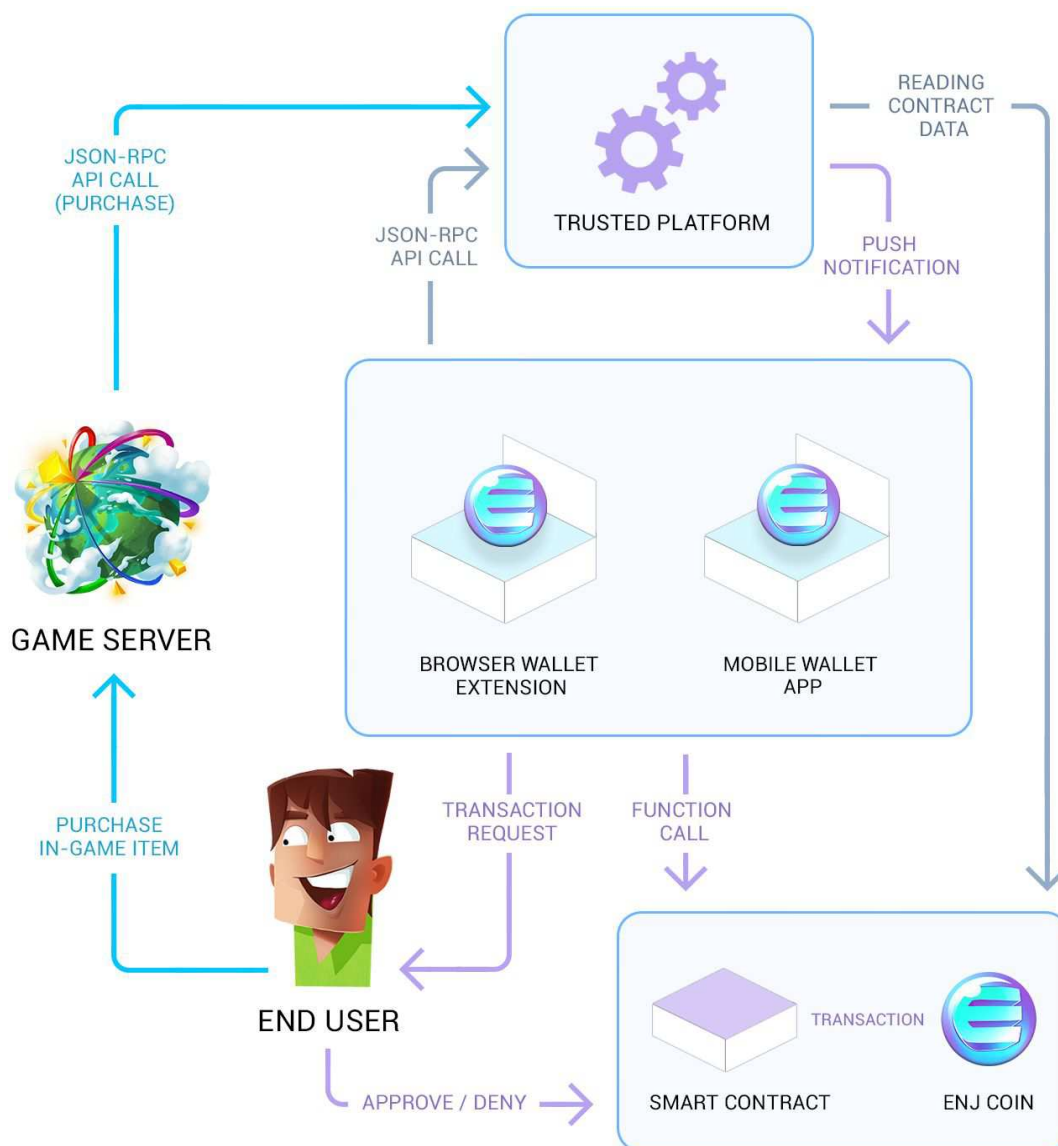 READING
CONTRACT
DATA
JSON-RPC
API CALL
(PURCHASE)
TRUSTED PLATFORM
JSON-RPC
API CALL
PUSH
NOTIFICATION
GAME SERVER
BROWSER WALLET
EXTENSION
MOBILE WALLET
APP
PURCHASE
IN-GAME ITEM
TRANSACTION
REQUEST
FUNCTION
CALL
END USER
TRANSACTION
APPROVE / DENY
SMART CONTRACT
ENJ COIN